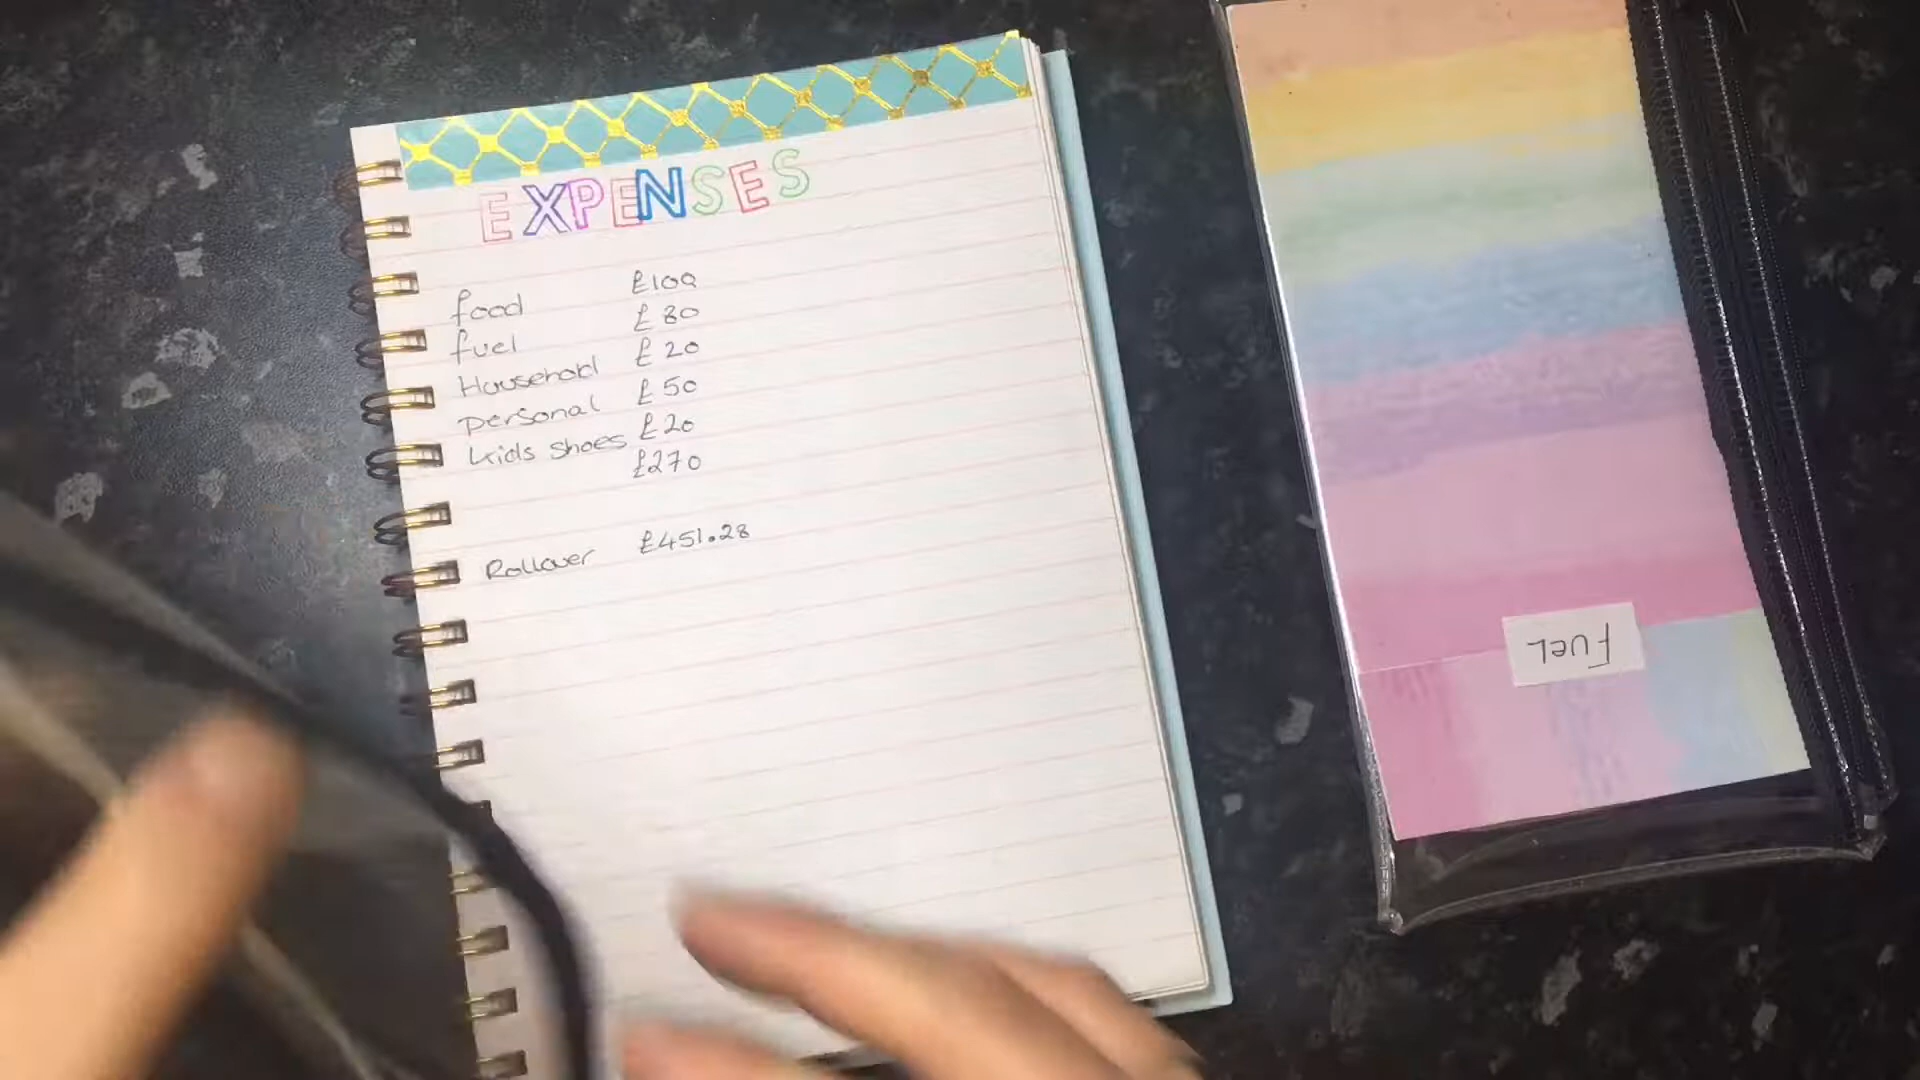 EXPENSES
food £100
fuel £80
Household £20
personal £50
kids shoes £20
£270
Rollover £451.28
FUEL